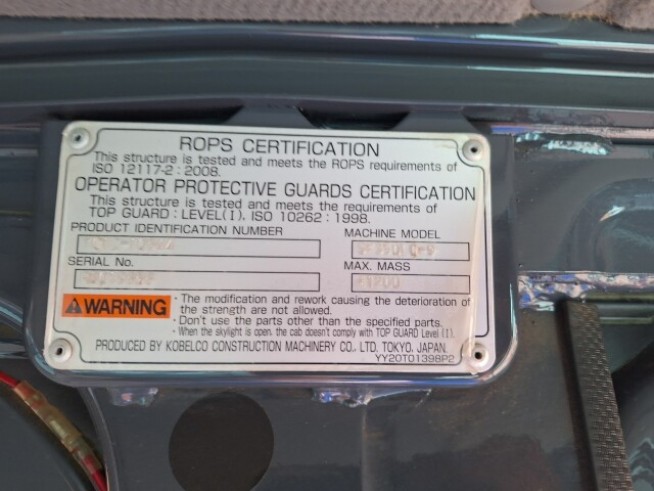 ROPS CERTIFICATION
This structure is tested and meets the ROPS requirements of
ISO 12117-2 : 2008.
OPERATOR PROTECTIVE GUARDS CERTIFICATION
This structure is tested and meets the requirements of
TOP GUARD : LEVEL(I), ISO 10262 : 1998.
PRODUCT IDENTIFICATION NUMBER
MACHINE MODEL
SERIAL No.
MAX. MASS
WARNING
· The modification and rework causing the deterioration of
the strength are not allowed.
· Don't use the parts other than the specified parts.
· When the skylight is open, the cab doesn't comply with TOP GUARD Level (I).
PRODUCED BY KOBELCO CONSTRUCTION MACHINERY CO., LTD. TOKYO, JAPAN.
YY20T01398P2